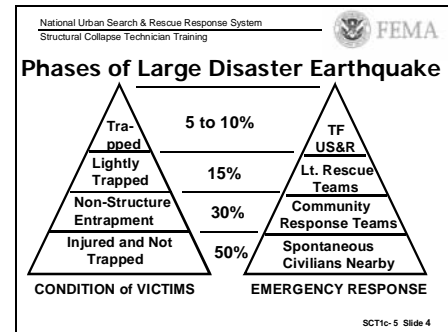 National Urban Search & Rescue Response System
Structural Collapse Technician Training
FEMA
Phases of Large Disaster Earthquake
Tra-
pped
5 to 10%
TF
US&R
Lightly
Trapped
15%
Lt. Rescue
Teams
Non-Structure
Entrapment
30%
Community
Response Teams
Injured and Not
Trapped
50%
Spontaneous
Civilians Nearby
CONDITION of VICTIMS
EMERGENCY RESPONSE
SCT1c- 5 Slide 4